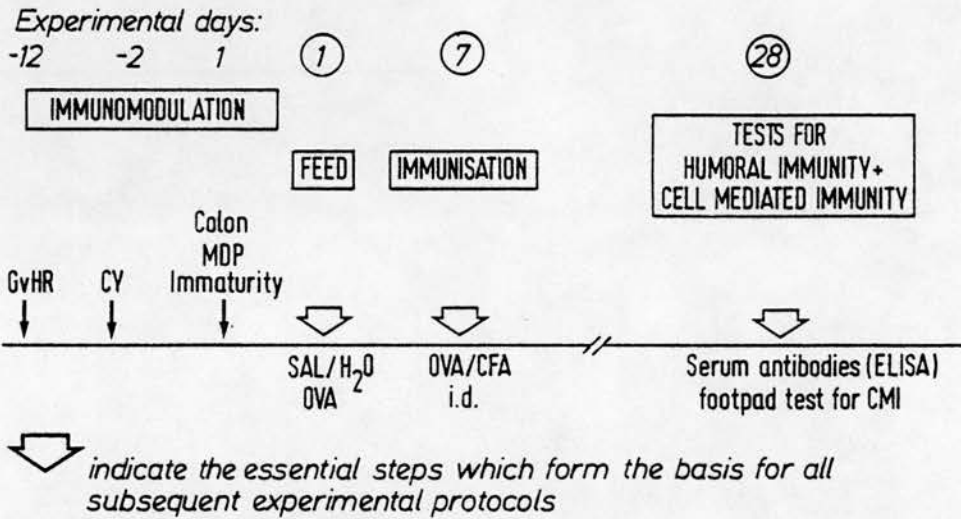 Experimental days:
-12 -2 1 1 7 28
IMMUNOMODULATION
FEED
IMMUNISATION
TESTS FOR
HUMORAL IMMUNITY+
CELL MEDIATED IMMUNITY
GvHR
CY
Colon
MDP
Immaturity
SAL/H₂O
OVA
OVA/CFA
i.d.
Serum antibodies (ELISA)
footpad test for CMI
indicate the essential steps which form the basis for all
subsequent experimental protocols